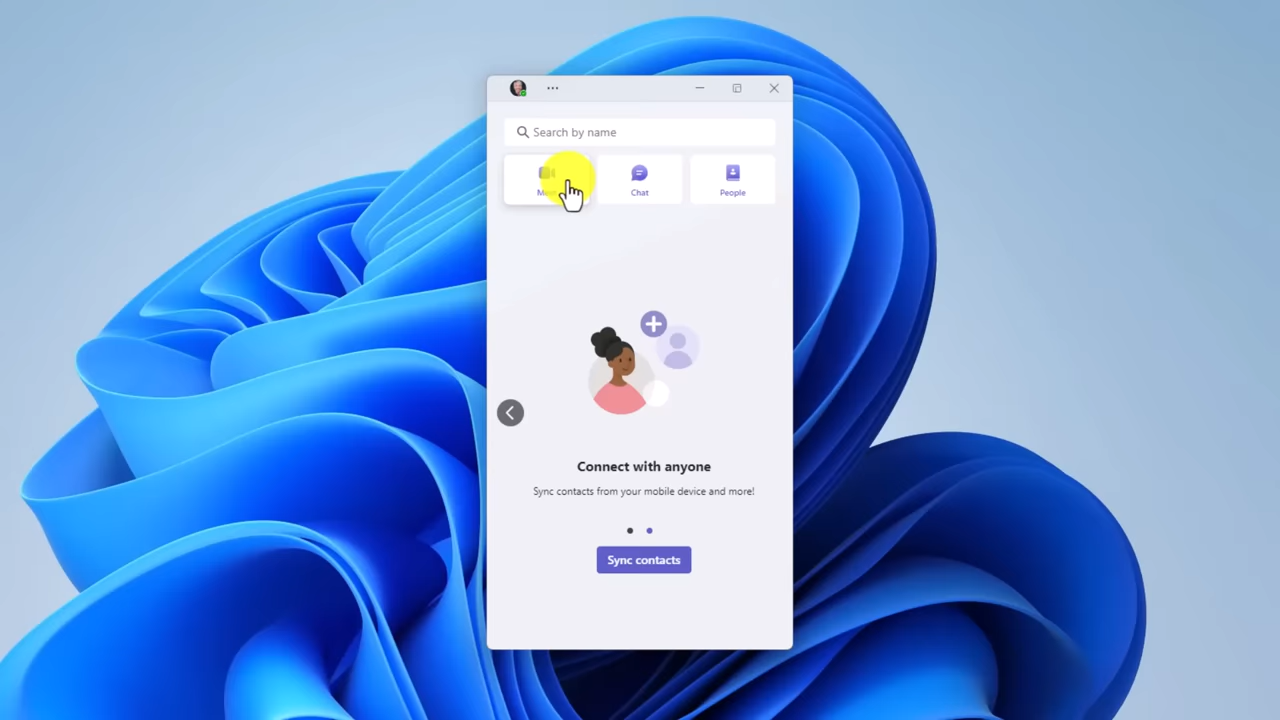 Search by name
Chat
People
Connect with anyone
Sync contacts from your mobile device and more!
Sync contacts